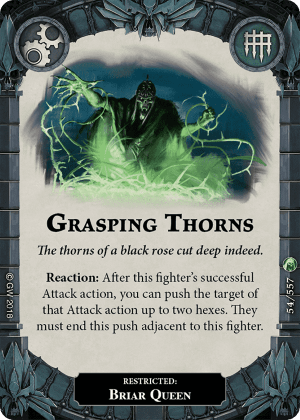 Grasping Thorns
The thorns of a black rose cut deep indeed.
Reaction: After this fighter's successful
Attack action, you can push the target
of that Attack action up to two hexes. They
must end this push adjacent to this fighter.
© GW 2018
54/557
RESTRICTED:
Briar Queen